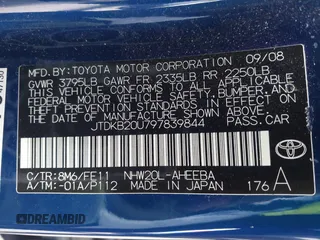 MFD.BY:TOYOTA MOTOR CORPORATION 09/08
GVWR 3795LB GAWR FR 2335LB RR 2250LB
THIS VEHICLE CONFORMS TO ALL APPLICABLE
FEDERAL MOTOR VEHICLE SAFETY, BUMPER,
AND THEFT PREVENTION STANDARDS IN EFFECT ON
THE DATE OF MANUFACTURE SHOWN ABOVE.
JTDKB20U797839844 PASS.CAR
C/TR:8M6/FE11 NHW20L-AHEEBA
A/TM:-01A/P112 MADE IN JAPAN 176A
TOYOTA
DREAMBID